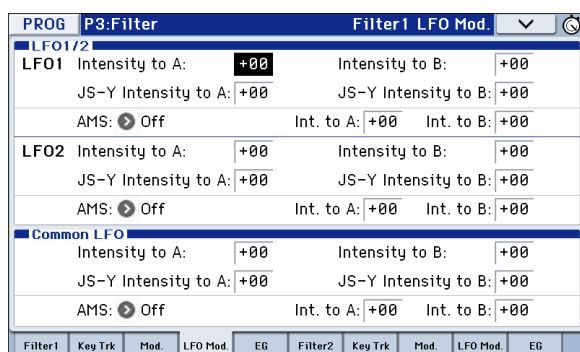 PROG P3:Filter Filter1 LFO Mod.
LFO1/2
LFO1 Intensity to A: +00 Intensity to B: +00
JS-Y Intensity to A: +00 JS-Y Intensity to B: +00
AMS: Off Int. to A: +00 Int. to B: +00
LFO2 Intensity to A: +00 Intensity to B: +00
JS-Y Intensity to A: +00 JS-Y Intensity to B: +00
AMS: Off Int. to A: +00 Int. to B: +00
Common LFO
Intensity to A: +00 Intensity to B: +00
JS-Y Intensity to A: +00 JS-Y Intensity to B: +00
AMS: Off Int. to A: +00 Int. to B: +00
Filter1 Key Trk Mod. LFO Mod. EG Filter2 Key Trk Mod. LFO Mod. EG